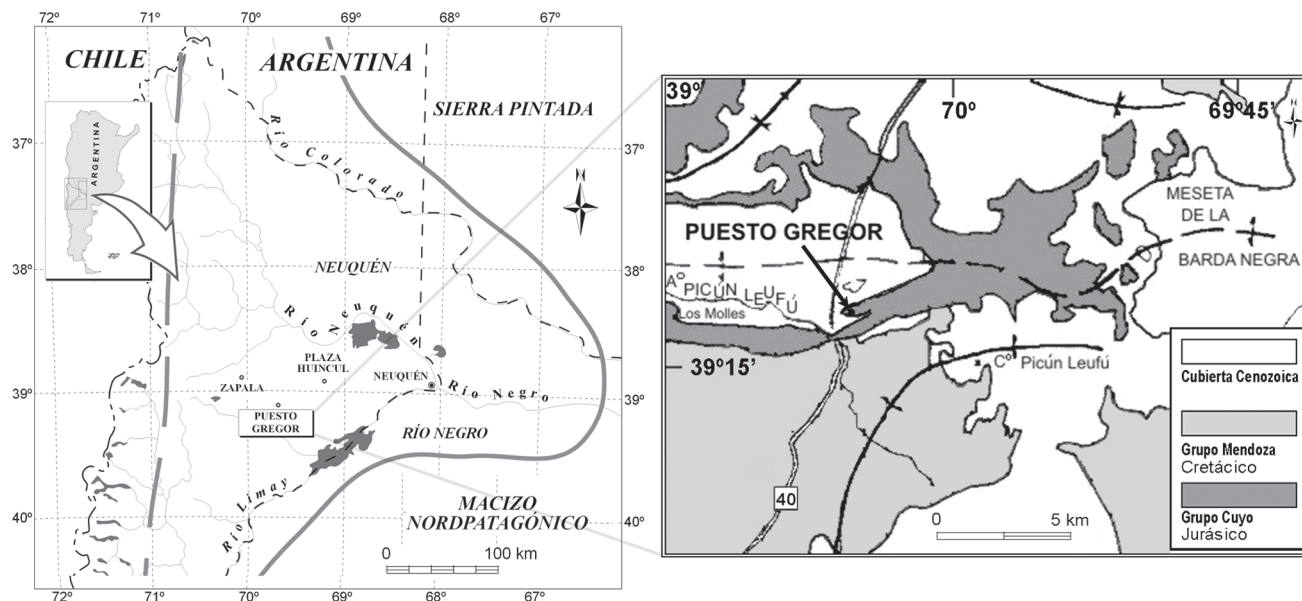 72º
71º
70º
69º
68º
67º
CHILE
ARGENTINA
SIERRA PINTADA
37º
37º
ARGENTINA
Río Colorado
N
NEUQUÉN
38º
38º
Río Neuquén
PLAZA
HUINCUL
ZAPALA
NEUQUÉN
Río Negro
39º
39º
PUESTO
GREGOR
RÍO NEGRO
Río Limay
MACIZO
NORDPATAGÓNICO
40º
40º
0
100 km
72º
71º
70º
69º
68º
67º
39º
70º
69º45'
N
MESETA
DE LA
BARDA NEGRA
PUESTO GREGOR
Aº PICÚN LEUFÚ
Los Molles
39º15'
Cº Picún Leufú
40
0
5 km
Cubierta Cenozoica
Grupo Mendoza
Cretácico
Grupo Cuyo
Jurásico